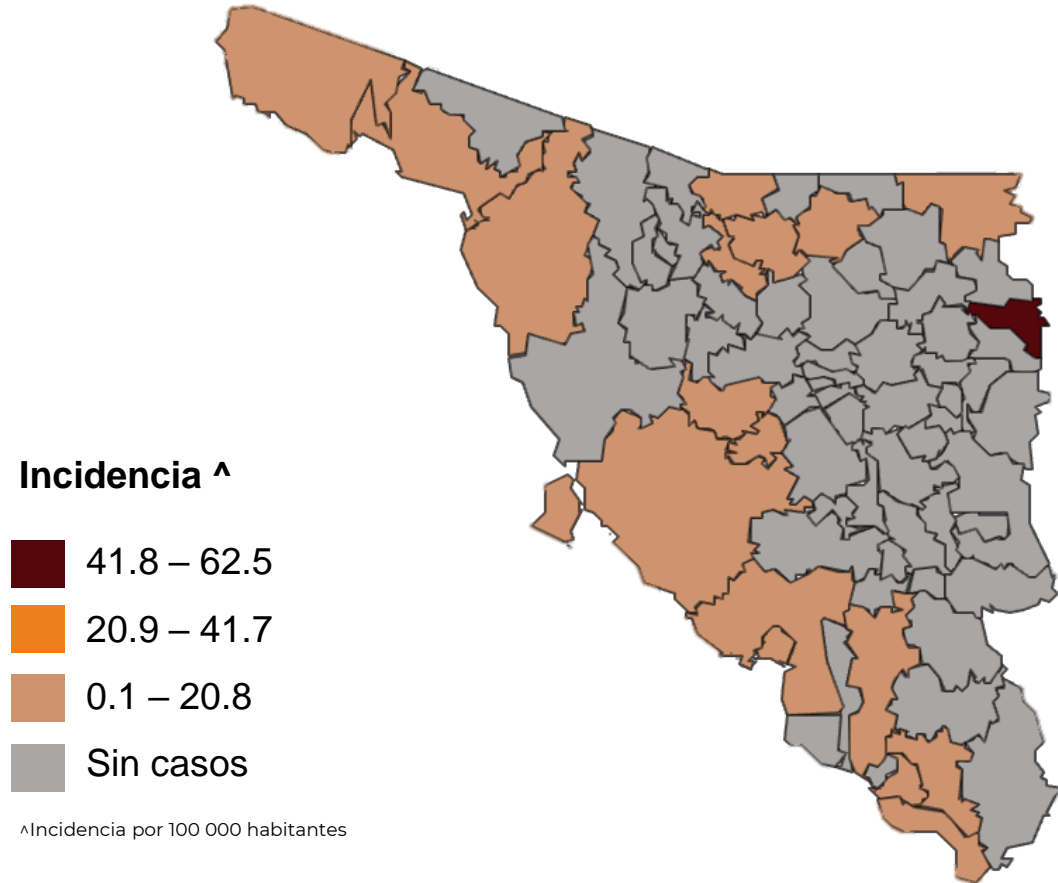 Incidencia ^
41.8 – 62.5
20.9 – 41.7
0.1 – 20.8
Sin casos
^Incidencia por 100 000 habitantes